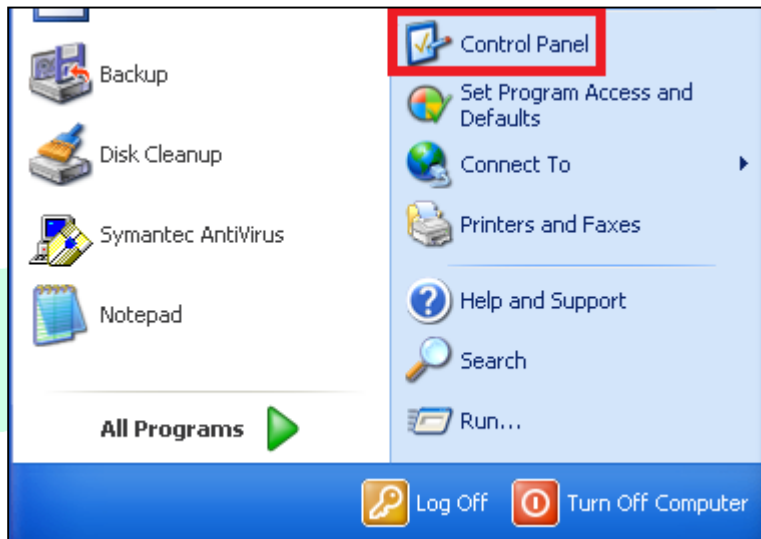 Backup
Disk Cleanup
Symantec AntiVirus
Notepad
All Programs
Control Panel
Set Program Access and
Defaults
Connect To
Printers and Faxes
Help and Support
Search
Run...
Log Off
Turn Off Computer